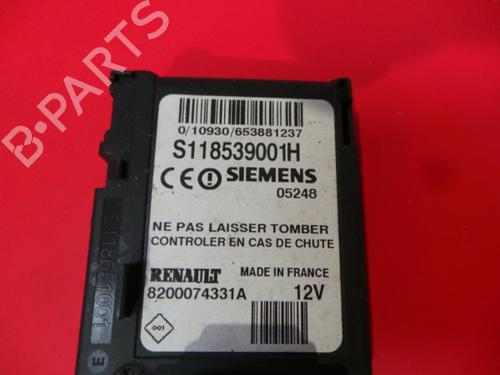 B-PARTS
0/10930/653881237
S118539001H
CE SIEMENS
05248
NE PAS LAISSER TOMBER
CONTROLER EN CAS DE CHUTE
RENAULT MADE IN FRANCE
8200074331A 12V
001
E